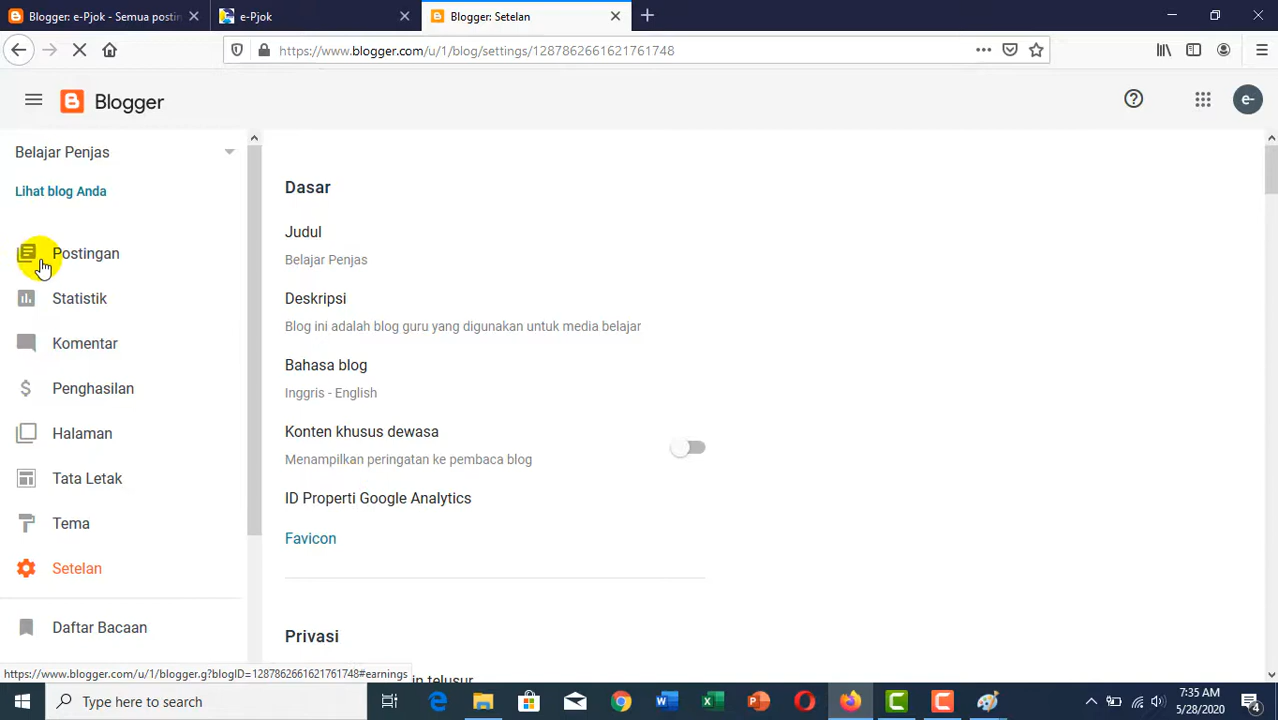 Blogger: e-Pjok - Semua postin
e-Pjok
Blogger: Setelan
https://www.blogger.com/u/1/blog/settings/1287862661621761748
Blogger
e-
Belajar Penjas
Lihat blog Anda
Postingan
Statistik
Komentar
Penghasilan
Halaman
Tata Letak
Tema
Setelan
Daftar Bacaan
Dasar
Judul
Belajar Penjas
Deskripsi
Blog ini adalah blog guru yang digunakan untuk media belajar
Bahasa blog
Inggris - English
Konten khusus dewasa
Menampilkan peringatan ke pembaca blog
ID Properti Google Analytics
Favicon
Privasi
in telusur
https://www.blogger.com/u/1/blogger.g?blogID=1287862661621761748#earnings
Type here to search
7:35 AM
5/28/2020
4